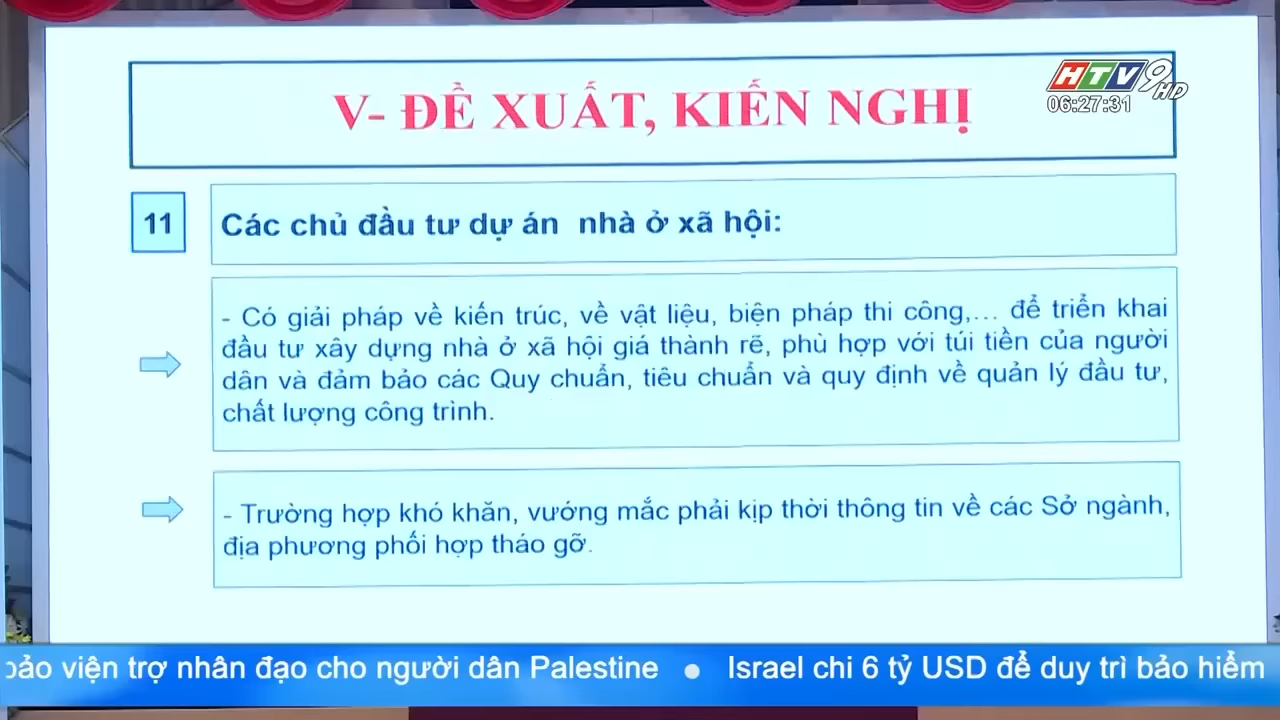 V- ĐỀ XUẤT, KIẾN NGHỊ
HTV9 HD
06:27:31
11
Các chủ đầu tư dự án nhà ở xã hội:
- Có giải pháp về kiến trúc, về vật liệu, biện pháp thi công,... để triển khai
đầu tư xây dựng nhà ở xã hội giá thành rẽ, phù hợp với túi tiền của người
dân và đảm bảo các Quy chuẩn, tiêu chuẩn và quy định về quản lý đầu tư,
chất lượng công trình.
- Trường hợp khó khăn, vướng mắc phải kịp thời thông tin về các Sở ngành,
địa phương phối hợp tháo gỡ.
bảo viện trợ nhân đạo cho người dân Palestine ● Israel chi 6 tỷ USD để duy trì bảo hiểm